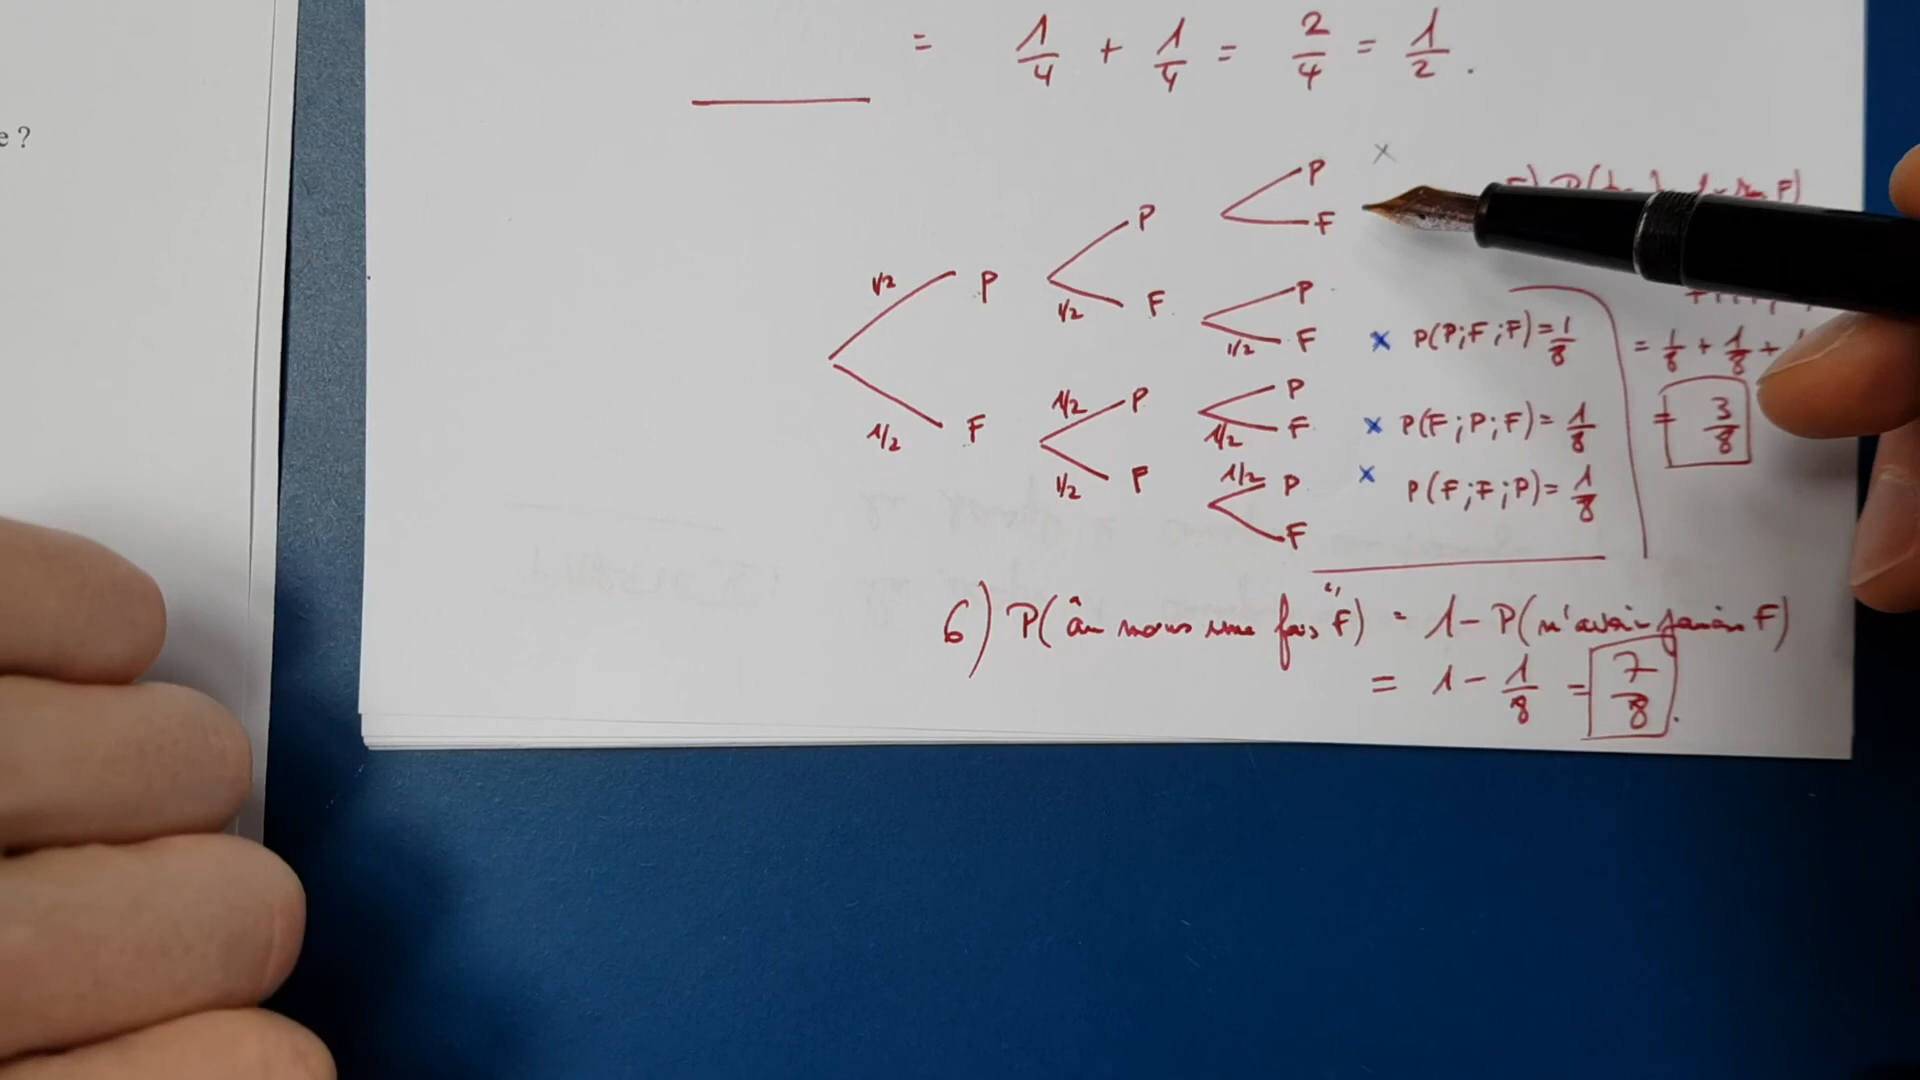 e ?
= 1/4 + 1/4 = 2/4 = 1/2 .
P
F
P
F
1/2 P
1/2 F
P
1/2 F
× P(P;F;F) = 1/8
= 1/8 + 1/8 +
1/2 F
1/2 P
1/2 F
P
1/2 F
× P(F;P;F) = 1/8
= 3/8
1/2 P
F
× P(F;F;P) = 1/8
6) P(au moins une fois F) = 1 - P(n'avoir jamais F)
= 1 - 1/8 = 7/8 .